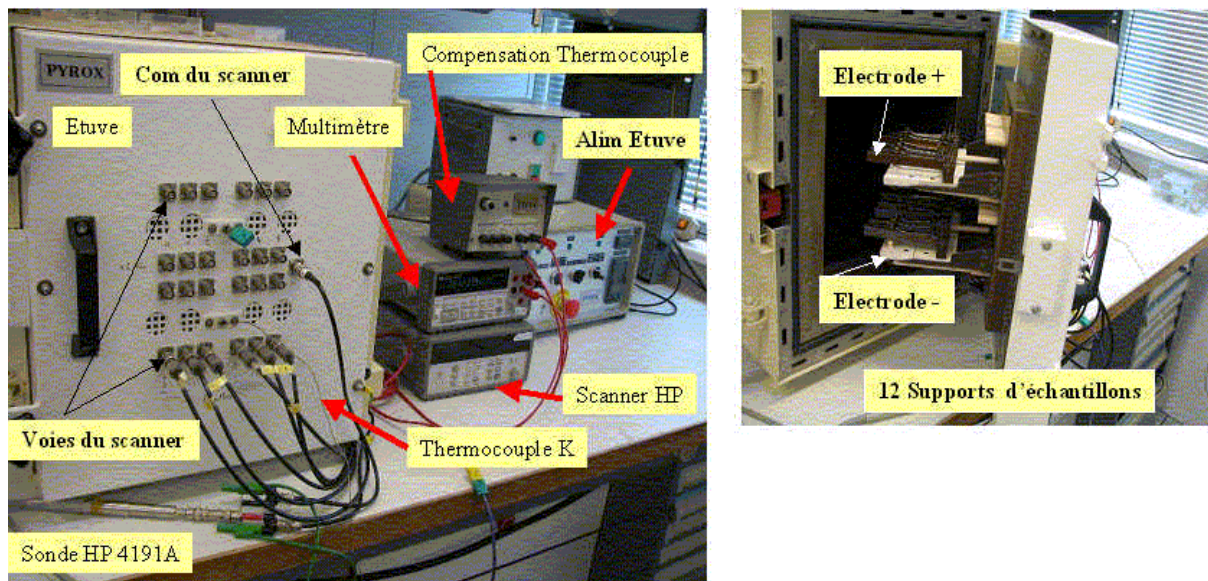 PYROX
Com du scanner
Compensation Thermocouple
Etuve
Multimètre
Alim Etuve
Scanner HP
Voies du scanner
Thermocouple K
Sonde HP 4191A
Electrode +
Electrode -
12 Supports d'échantillons